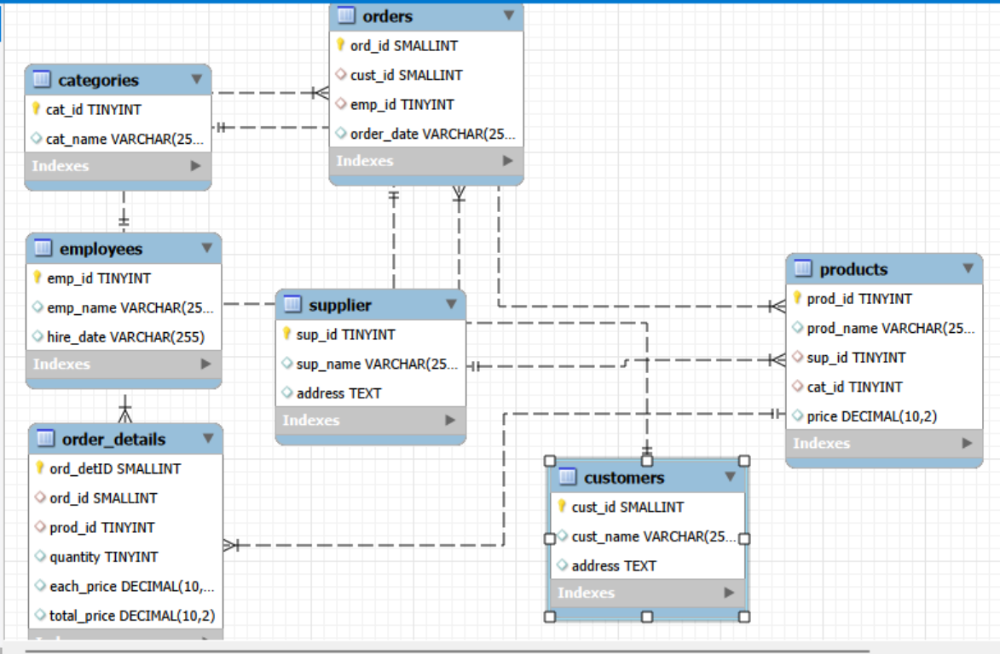 orders
ord_id SMALLINT
cust_id SMALLINT
emp_id TINYINT
order_date VARCHAR(25...
Indexes
categories
cat_id TINYINT
cat_name VARCHAR(25...
Indexes
employees
emp_id TINYINT
emp_name VARCHAR(25...
hire_date VARCHAR(255)
Indexes
supplier
sup_id TINYINT
sup_name VARCHAR(25...
address TEXT
Indexes
products
prod_id TINYINT
prod_name VARCHAR(25...
sup_id TINYINT
cat_id TINYINT
price DECIMAL(10,2)
Indexes
order_details
ord_detID SMALLINT
ord_id SMALLINT
prod_id TINYINT
quantity TINYINT
each_price DECIMAL(10,...
total_price DECIMAL(10,2)
customers
cust_id SMALLINT
cust_name VARCHAR(25...
address TEXT
Indexes